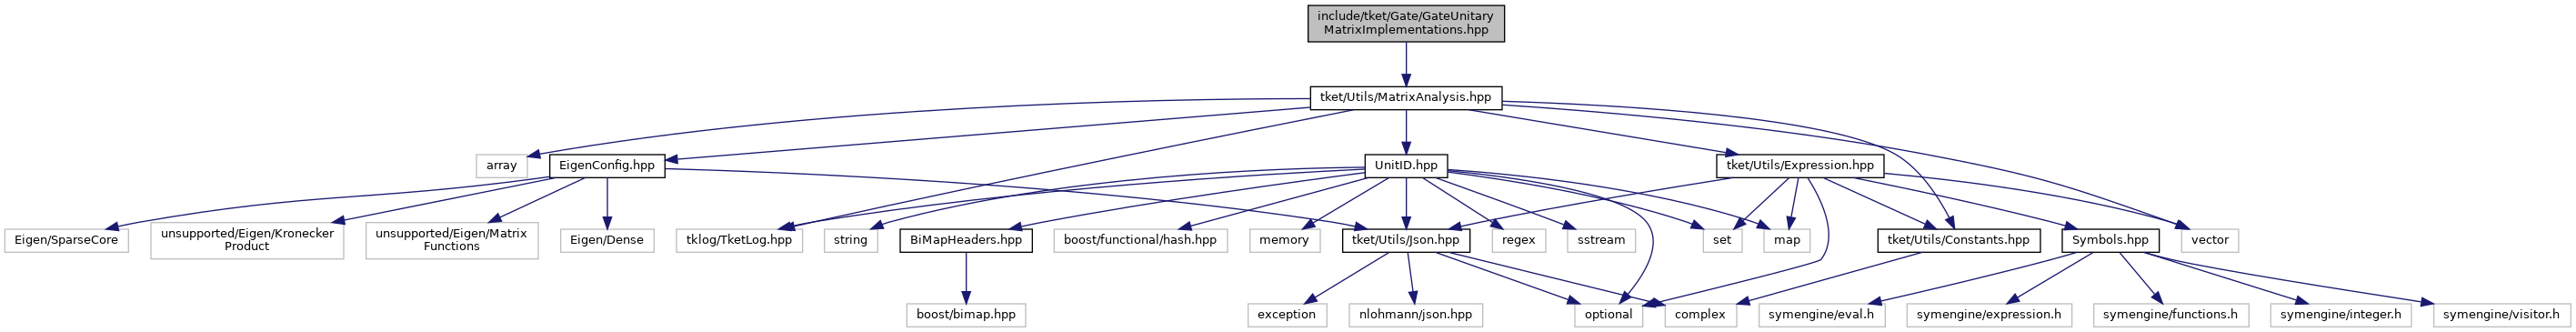 include/tket/Gate/GateUnitary
MatrixImplementations.hpp
tket/Utils/MatrixAnalysis.hpp
array
EigenConfig.hpp
UnitID.hpp
tket/Utils/Expression.hpp
Eigen/SparseCore
unsupported/Eigen/Kronecker
Product
unsupported/Eigen/Matrix
Functions
Eigen/Dense
tklog/TketLog.hpp
string
BiMapHeaders.hpp
boost/functional/hash.hpp
memory
tket/Utils/Json.hpp
regex
sstream
set
map
tket/Utils/Constants.hpp
Symbols.hpp
vector
boost/bimap.hpp
exception
nlohmann/json.hpp
optional
complex
symengine/eval.h
symengine/expression.h
symengine/functions.h
symengine/integer.h
symengine/visitor.h